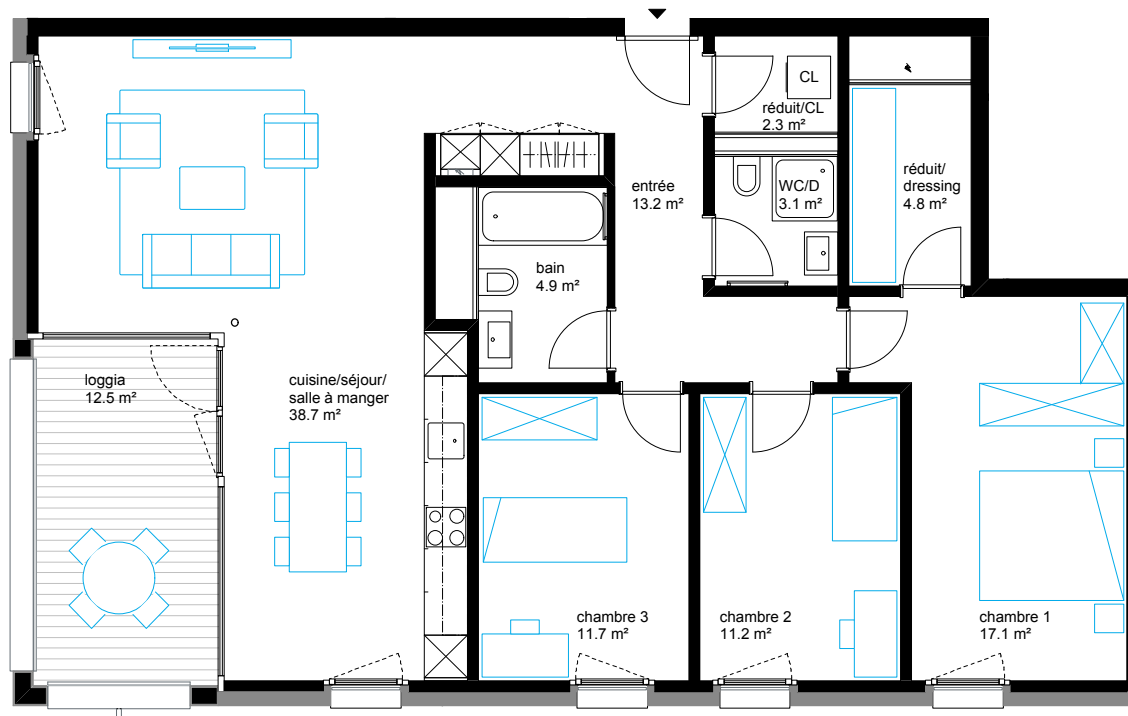 CL
réduit/CL
2.3 m²
réduit/
dressing
4.8 m²
WC/D
3.1 m²
entrée
13.2 m²
bain
4.9 m²
loggia
12.5 m²
cuisine/séjour/
salle à manger
38.7 m²
chambre 3
11.7 m²
chambre 2
11.2 m²
chambre 1
17.1 m²